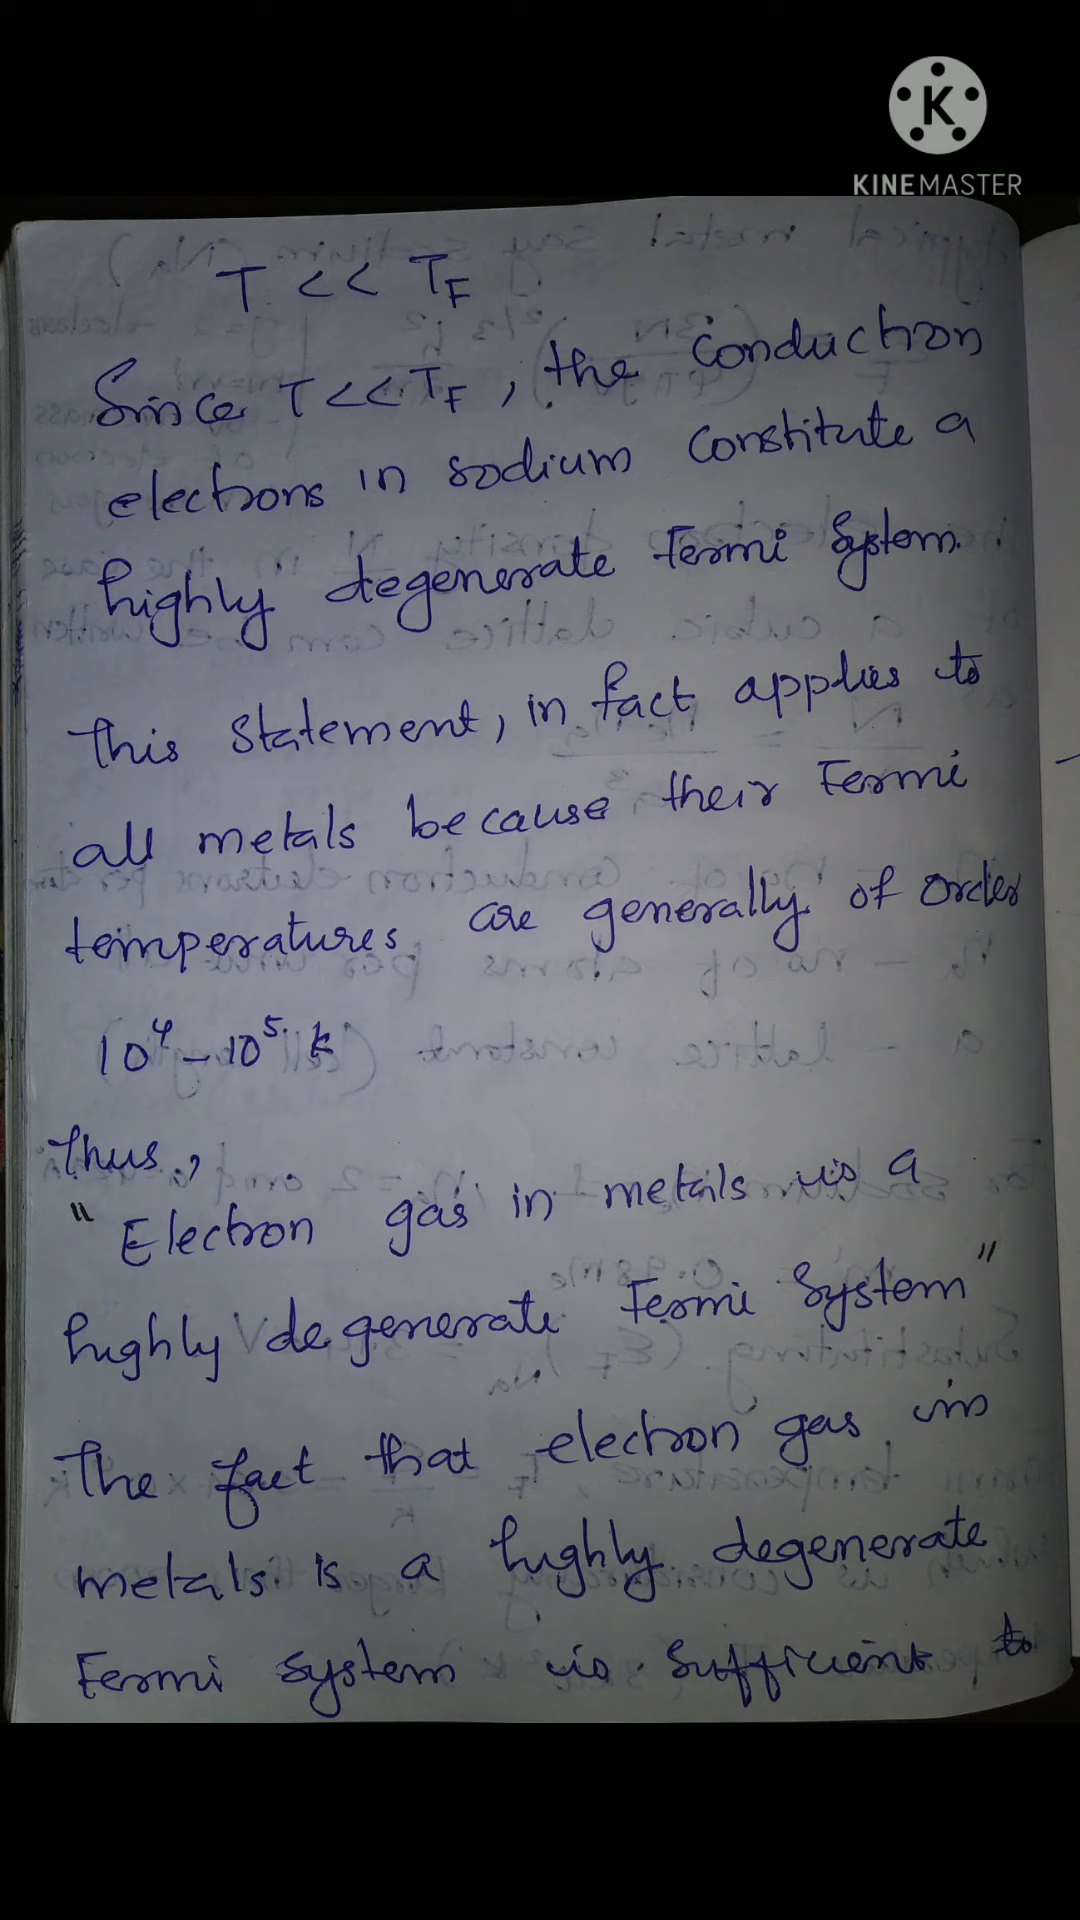 K
KINEMASTER
T << T_F
Since T << T_F, the conduction
electrons in sodium constitute a
highly degenerate Fermi System.
This statement, in fact applies to
all metals because their Fermi
temperatures are generally of order
10⁴ – 10⁵ k
Thus,
"Electron gas in metals is a
highly degenerate Fermi System"
The fact that electron gas in
metals is a highly degenerate
Fermi system is sufficient to